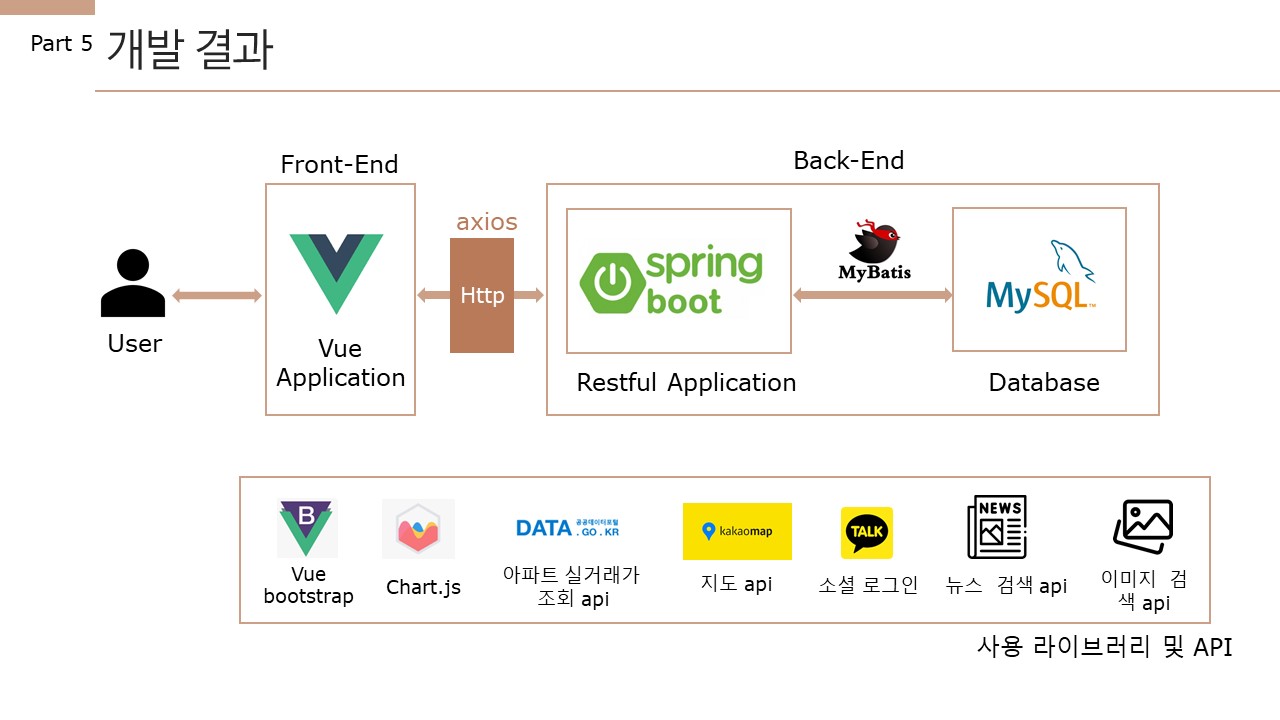 Part 5
개발 결과
Front-End
Back-End
axios
Http
spring
boot
MyBatis
MySQL™
User
Vue
Application
Restful Application
Database
B
DATA 공공데이터포털
. GO . KR
kakaomap
TALK
NEWS
Vue
bootstrap
Chart.js
아파트 실거래가
조회 api
지도 api
소셜 로그인
뉴스 검색 api
이미지 검
색 api
사용 라이브러리 및 API